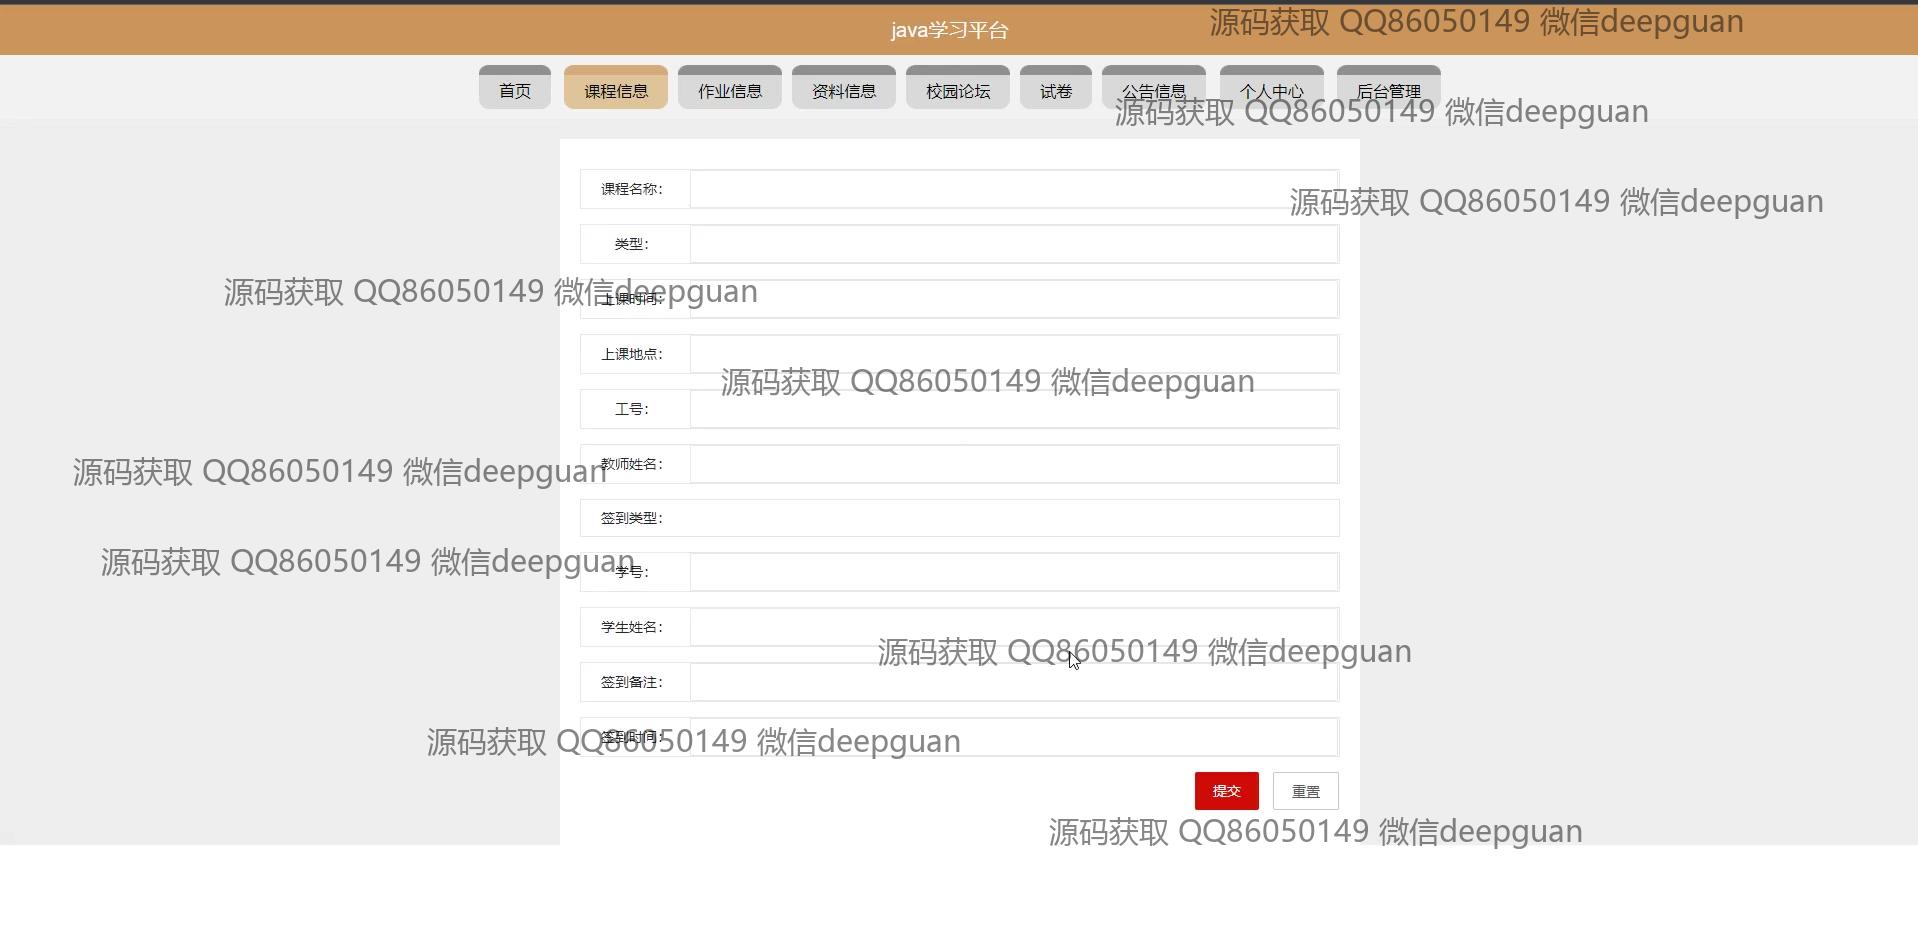 java学习平台
源码获取 QQ86050149 微信deepguan
首页 课程信息 作业信息 资料信息 校园论坛 试卷 公告信息 个人中心 后台管理
源码获取 QQ86050149 微信deepguan
课程名称：
源码获取 QQ86050149 微信deepguan
类型：
源码获取 QQ86050149 微信deepguan
上课时间：
上课地点：
源码获取 QQ86050149 微信deepguan
工号：
教师姓名：
源码获取 QQ86050149 微信deepguan
签到类型：
源码获取 QQ86050149 微信deepguan
学号：
学生姓名：
源码获取 QQ86050149 微信deepguan
签到备注：
签到时间：
源码获取 QQ86050149 微信deepguan
提交 重置
源码获取 QQ86050149 微信deepguan